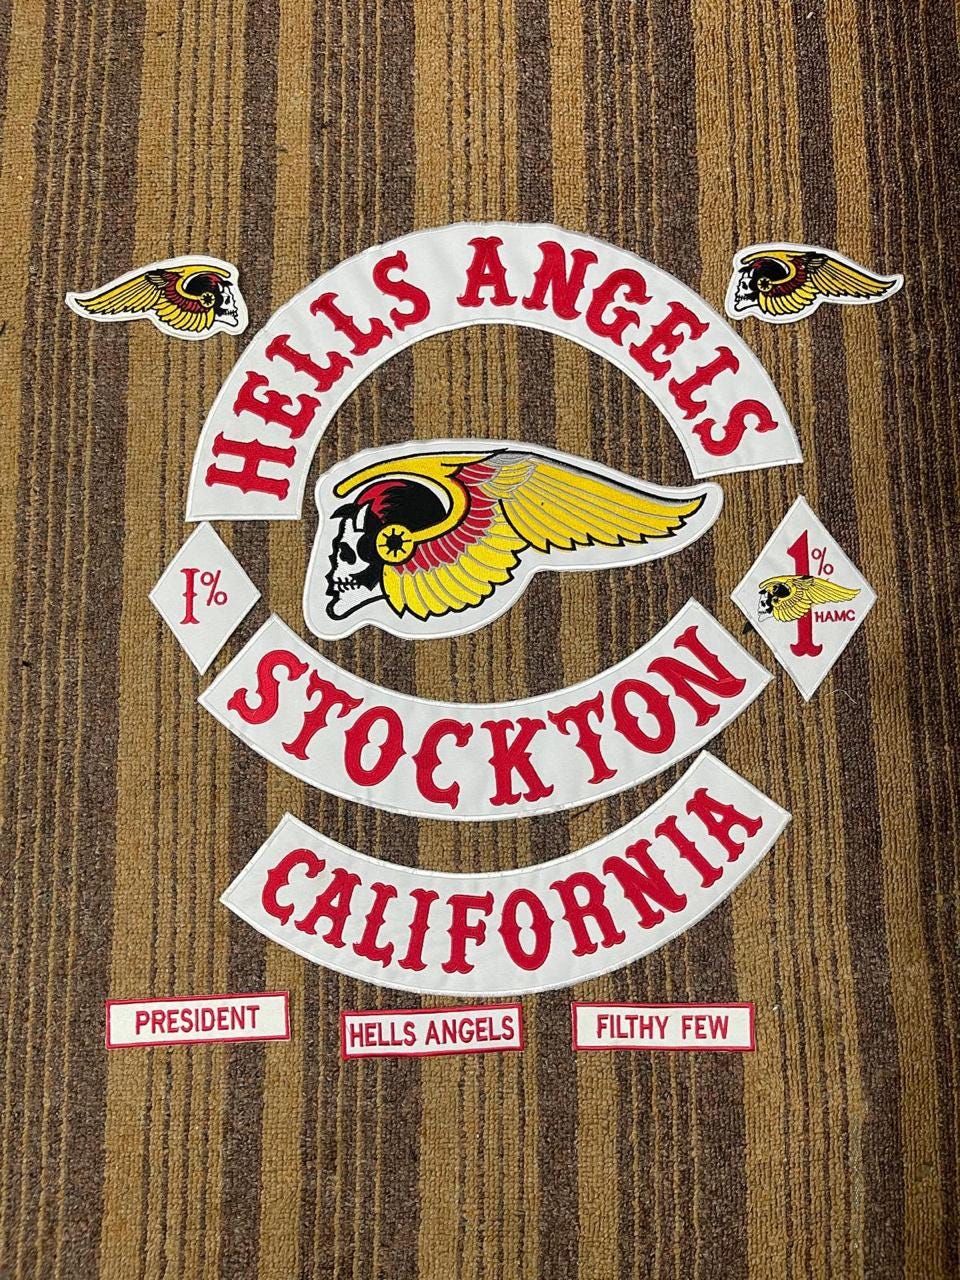 HELLS ANGELS
1%
1%
HAMC
STOCKTON
CALIFORNIA
PRESIDENT
HELLS ANGELS
FILTHY FEW